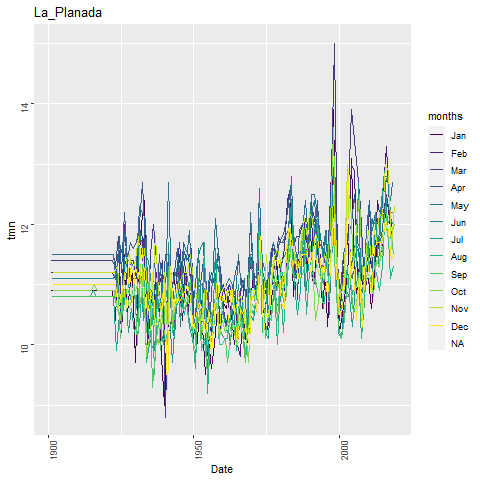 La_Planada
tmn
14
12
10
1900
1950
2000
Date
months
Jan
Feb
Mar
Apr
May
Jun
Jul
Aug
Sep
Oct
Nov
Dec
NA